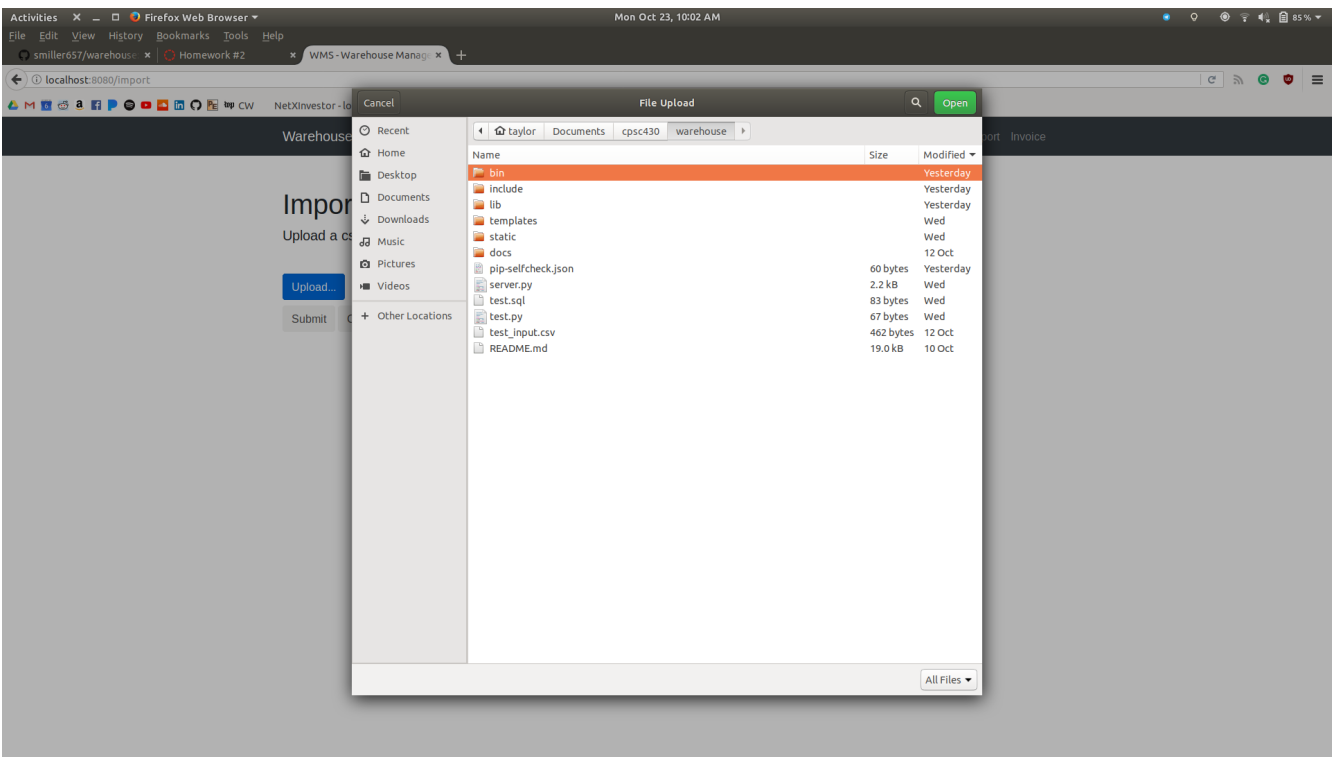 Activities Firefox Web Browser Mon Oct 23, 10:02 AM 85%
File Edit View History Bookmarks Tools Help
smiller657/warehouse Homework #2 WMS - Warehouse Manag
localhost:8080/import
CW NetXInvestor - lo
Cancel File Upload Open
Warehouse Invoice
Recent taylor Documents cpsc430 warehouse
Home Name Size Modified
Desktop bin Yesterday
include Yesterday
Documents lib Yesterday
Downloads templates Wed
Music static Wed
docs 12 Oct
Pictures pip-selfcheck.json 60 bytes Yesterday
Videos server.py 2.2 kB Wed
test.sql 83 bytes Wed
Other Locations test.py 67 bytes Wed
test_input.csv 462 bytes 12 Oct
README.md 19.0 kB 10 Oct
Impor
Upload a cs
Upload...
Submit
All Files